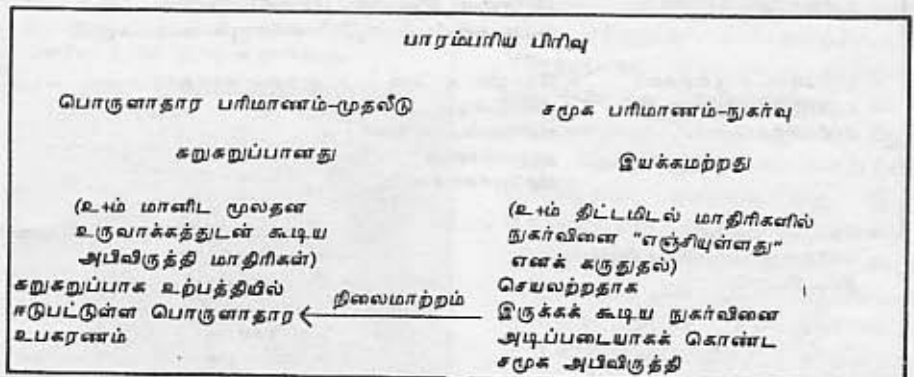 பாரம்பரிய பிரிவு
பொருளாதார பரிமாணம்-முதலீடு
கறுசுறுப்பானது
(உ+ம் மானிட மூலதன
உருவாக்கத்துடன் கூடிய
அபிவிருத்தி மாதிரிகள்)
கறுசுறுப்பாக உற்பத்தியில்
ஈடுபட்டுள்ள பொருளாதார
உபகரணம்
நிலைமாற்றம்
சமூக பரிமாணம்-நுகர்வு
இயக்கமற்றது
(உ+ம் திட்டமிடல் மாதிரிகளில்
நுகர்வினை "எஞ்சியுள்ளது"
எனக் கருதுதல்)
செயலற்றதாக
இருக்கக் கூடிய நுகர்வினை
அடிப்படையாகக் கொண்ட
சமூக அபிவிருத்தி